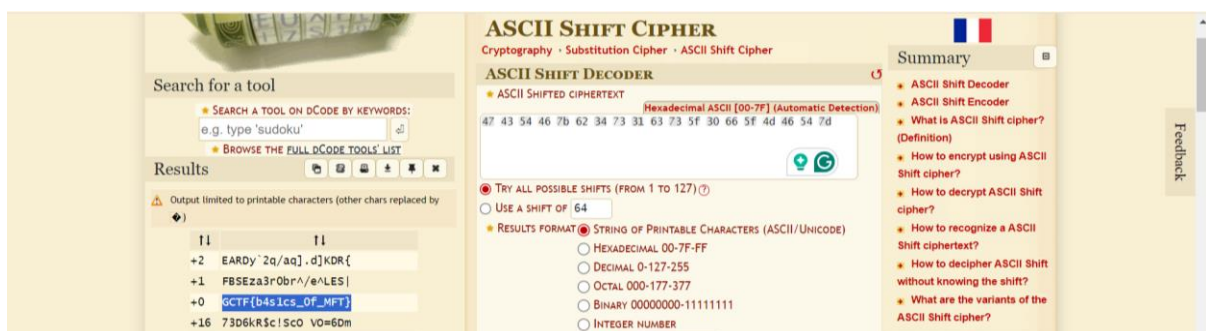 Search for a tool
★ SEARCH A TOOL ON DCODE BY KEYWORDS:
e.g. type 'sudoku'
★ BROWSE THE FULL DCODE TOOLS' LIST
Results
Output limited to printable characters (other chars replaced by
�)
↑↓ ↑↓
+2 EARDy`2q/aq].d]KDR{
+1 FBSEza3r0br^/e^LES|
+0 GCTF{b4s1cs_0f_MFT}
+16 73D6kR$c!ScO VO=6Dm
ASCII SHIFT CIPHER
Cryptography · Substitution Cipher · ASCII Shift Cipher
ASCII SHIFT DECODER
★ ASCII SHIFTED CIPHERTEXT
Hexadecimal ASCII [00-7F] (Automatic Detection)
47 43 54 46 7b 62 34 73 31 63 73 5f 30 66 5f 4d 46 54 7d
TRY ALL POSSIBLE SHIFTS (FROM 1 TO 127) ?
USE A SHIFT OF 64
★ RESULTS FORMAT STRING OF PRINTABLE CHARACTERS (ASCII/UNICODE)
HEXADECIMAL 00-7F-FF
DECIMAL 0-127-255
OCTAL 000-177-377
BINARY 00000000-11111111
INTEGER NUMBER
Summary
ASCII Shift Decoder
ASCII Shift Encoder
What is ASCII Shift cipher?
(Definition)
How to encrypt using ASCII
Shift cipher?
How to decrypt ASCII Shift
cipher?
How to recognize a ASCII
Shift ciphertext?
How to decipher ASCII Shift
without knowing the shift?
What are the variants of the
ASCII Shift cipher?
Feedback